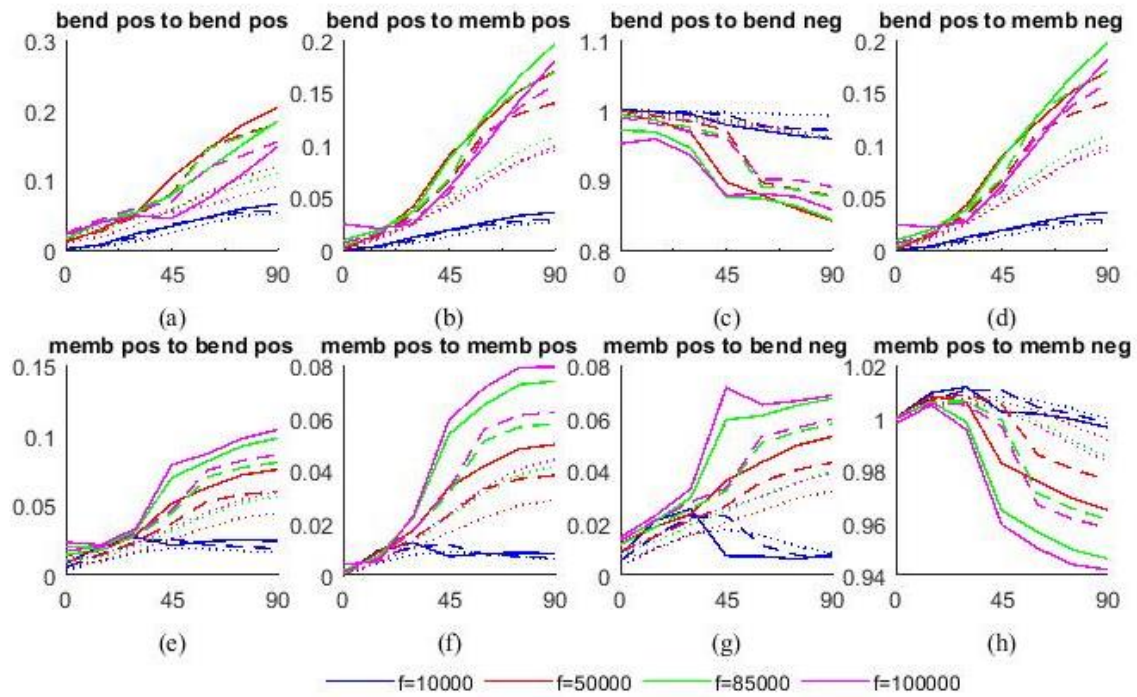 bend pos to bend pos bend pos to memb pos bend pos to bend neg bend pos to memb neg
0.3 0.2 1.1 0.2
0.15 0.15
0.2 1
0.1 0.1
0.1 0.9
0.05 0.05
0 0 0.8 0
0 45 90 0 45 90 0 45 90 0 45 90
(a) (b) (c) (d)
memb pos to bend pos memb pos to memb pos memb pos to bend neg memb pos to memb neg
0.15 0.08 0.08 1.02
0.06 0.06 1
0.1
0.04 0.04 0.98
0.05
0.02 0.02 0.96
0 0 0 0.94
0 45 90 0 45 90 0 45 90 0 45 90
(e) (f) (g) (h)
f=10000 f=50000 f=85000 f=100000